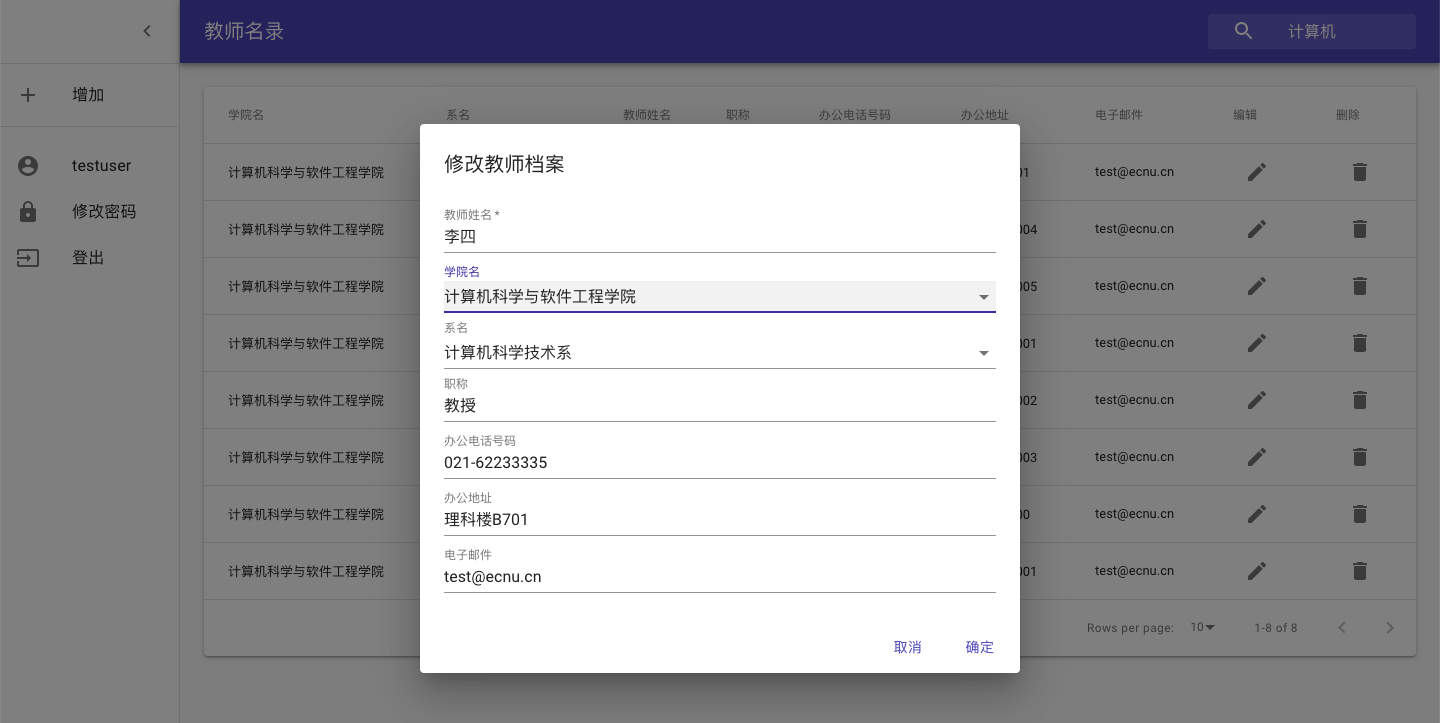 教师名录
计算机
增加
testuser
修改密码
登出
学院名 系名 教师姓名 职称 办公电话号码 办公地址 电子邮件 编辑 删除
计算机科学与软件工程学院 01 test@ecnu.cn
计算机科学与软件工程学院 004 test@ecnu.cn
计算机科学与软件工程学院 005 test@ecnu.cn
计算机科学与软件工程学院 001 test@ecnu.cn
计算机科学与软件工程学院 002 test@ecnu.cn
计算机科学与软件工程学院 003 test@ecnu.cn
计算机科学与软件工程学院 00 test@ecnu.cn
计算机科学与软件工程学院 001 test@ecnu.cn
Rows per page: 10 1-8 of 8
修改教师档案
教师姓名 *
李四
学院名
计算机科学与软件工程学院
系名
计算机科学技术系
职称
教授
办公电话号码
021-62233335
办公地址
理科楼B701
电子邮件
test@ecnu.cn
取消 确定